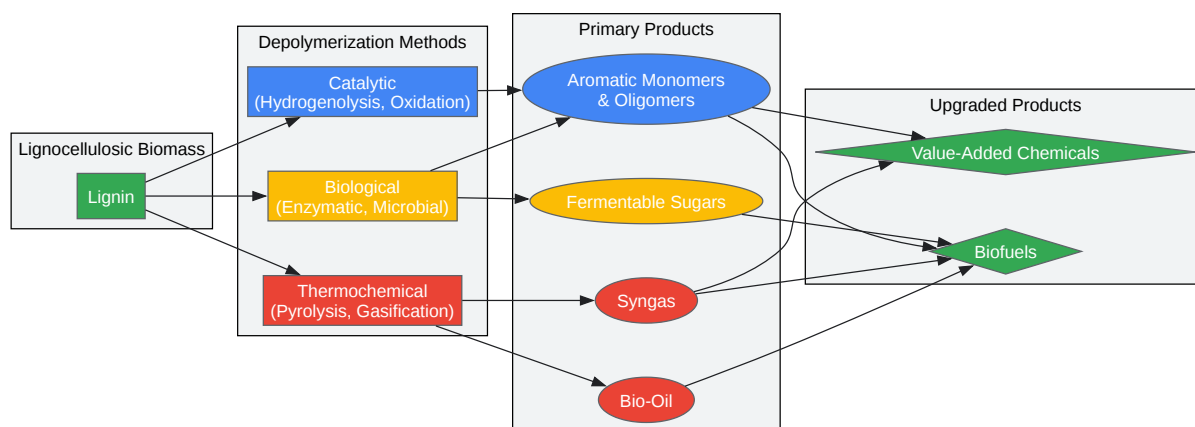 Lignocellulosic Biomass
Lignin
Depolymerization Methods
Catalytic
(Hydrogenolysis, Oxidation)
Biological
(Enzymatic, Microbial)
Thermochemical
(Pyrolysis, Gasification)
Primary Products
Aromatic Monomers
& Oligomers
Fermentable Sugars
Syngas
Bio-Oil
Upgraded Products
Value-Added Chemicals
Biofuels